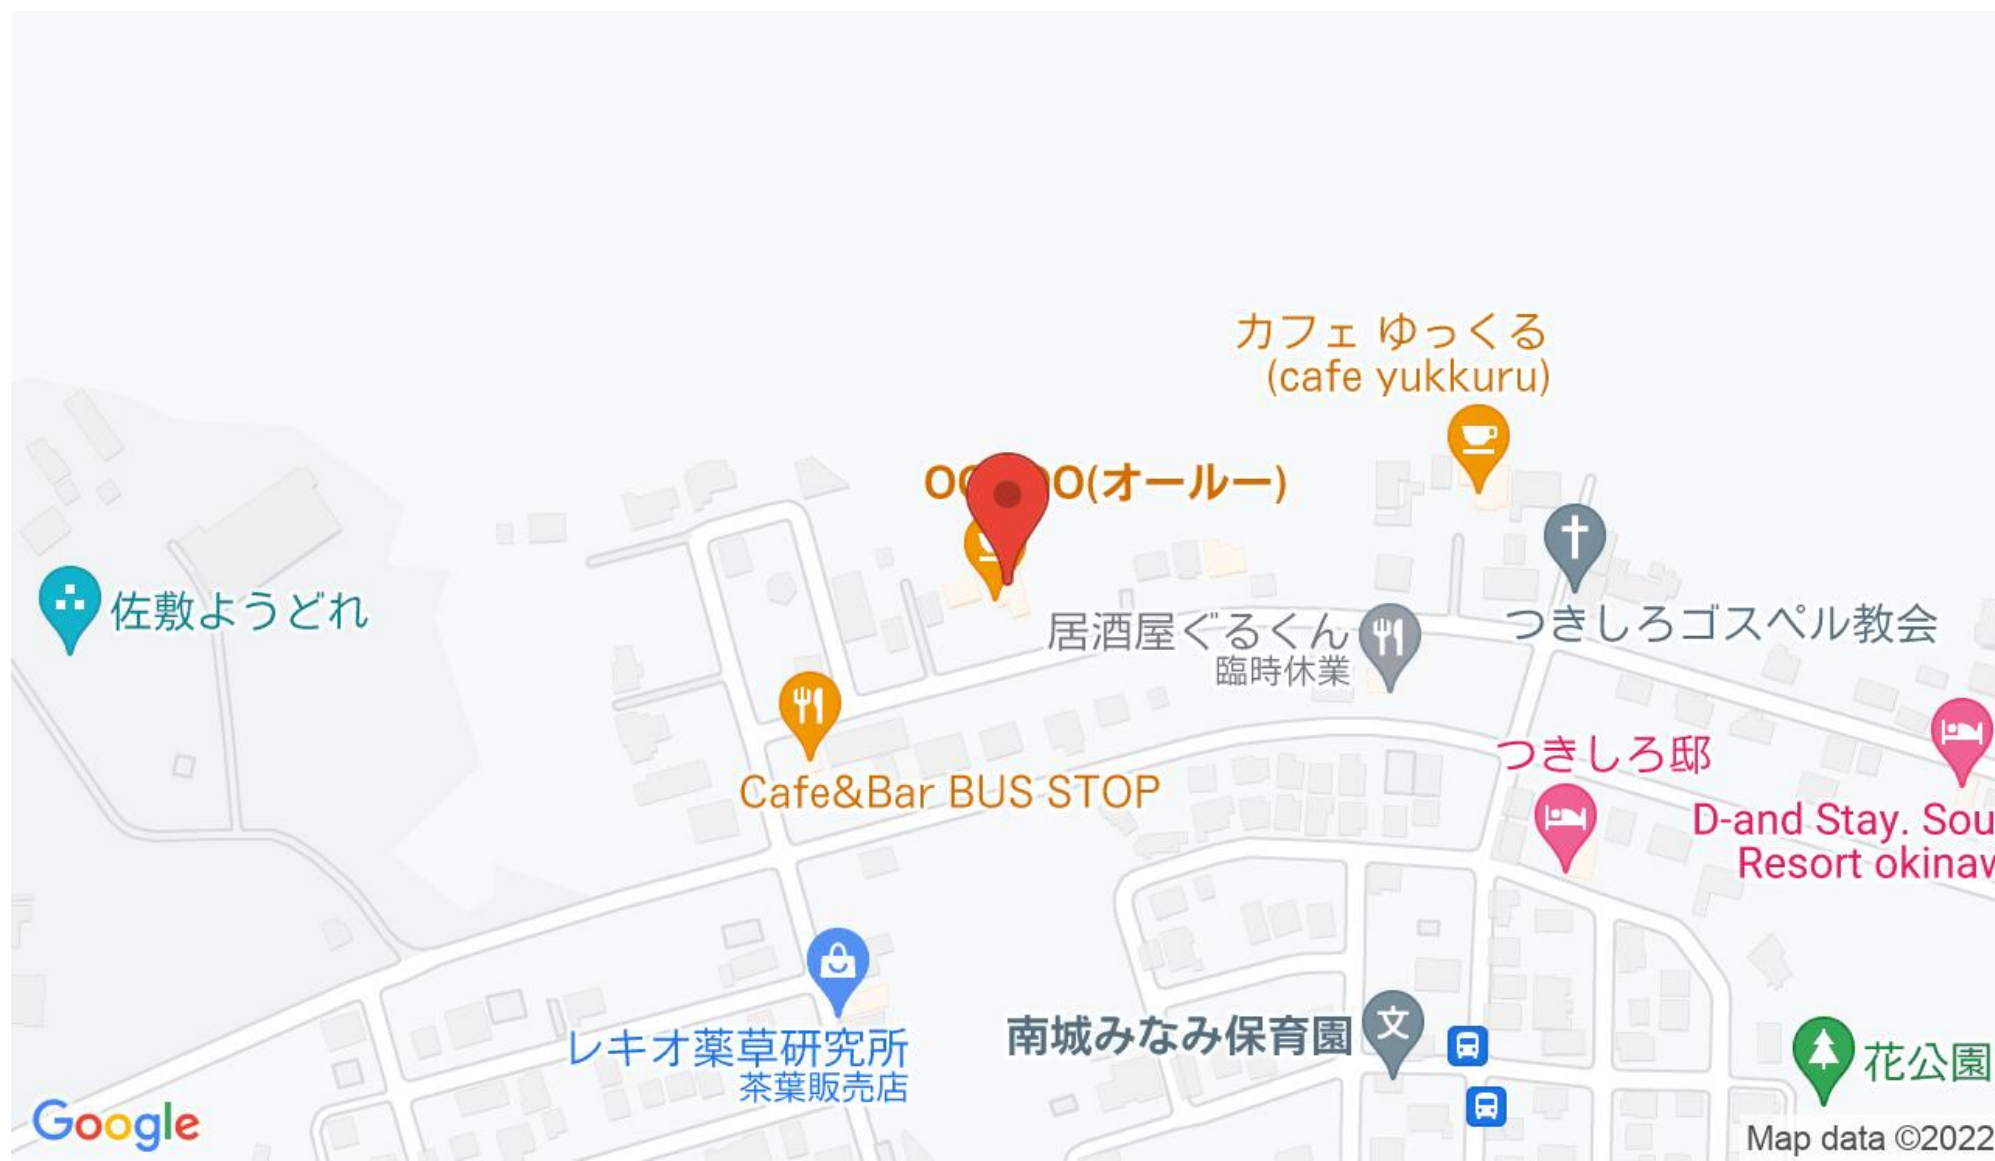 カフェ ゆっくる
(cafe yukkuru)
(オールー)
佐敷ようどれ
居酒屋ぐるくん
臨時休業
つきしろゴスペル教会
つきしろ邸
Cafe&Bar BUS STOP
D-and Stay. Sou
Resort okinaw
レキオ薬草研究所
茶葉販売店
南城みなみ保育園
文
花公園
Google
Map data ©2022